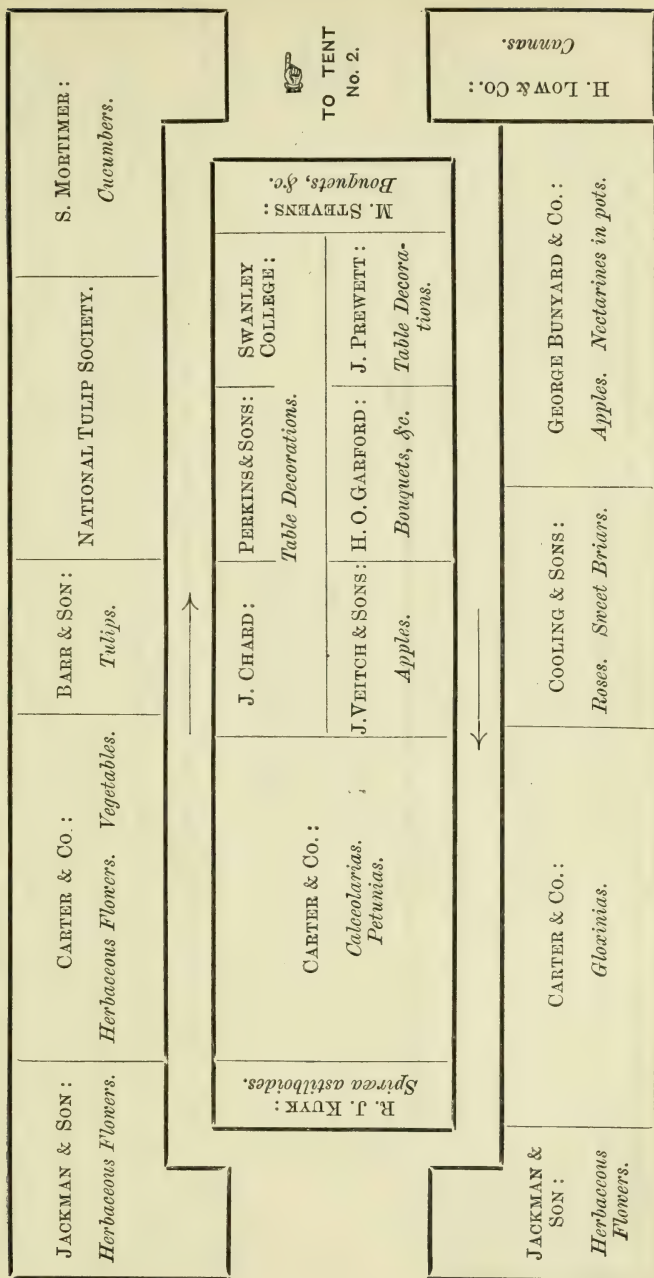 JACKMAN & SON:
Herbaceous Flowers.
CARTER & CO.:
Herbaceous Flowers. Vegetables.
BARR & SON:
Tulips.
NATIONAL TULIP SOCIETY.
S. MORTIMER:
Cucumbers.
TO TENT
No. 2.
R. J. KUYK:
Spiræa astilboides.
CARTER & CO.:
Calceolarias.
Petunias.
J. CHARD:
PERKINS & SONS:
Table Decorations.
SWANLEY
COLLEGE:
J. VEITCH & SONS:
Apples.
H. O. GARFORD:
Bouquets, &c.
J. PREWETT:
Table Decora-
tions.
M. STEVENS:
Bouquets, &c.
JACKMAN &
SON:
Herbaceous
Flowers.
CARTER & CO.:
Gloxinias.
COOLING & SONS:
Roses. Sweet Briars.
GEORGE BUNYARD & CO.:
Apples. Nectarines in pots.
H. LOW & CO.:
Cannas.